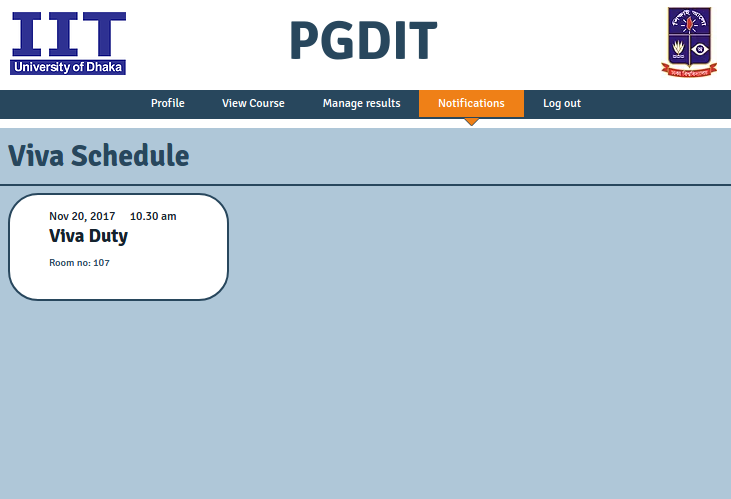 IIT
University of Dhaka
PGDIT
শিক্ষাই আলো
Profile View Course Manage results Notifications Log out
Viva Schedule
Nov 20, 2017 10.30 am
Viva Duty
Room no: 107